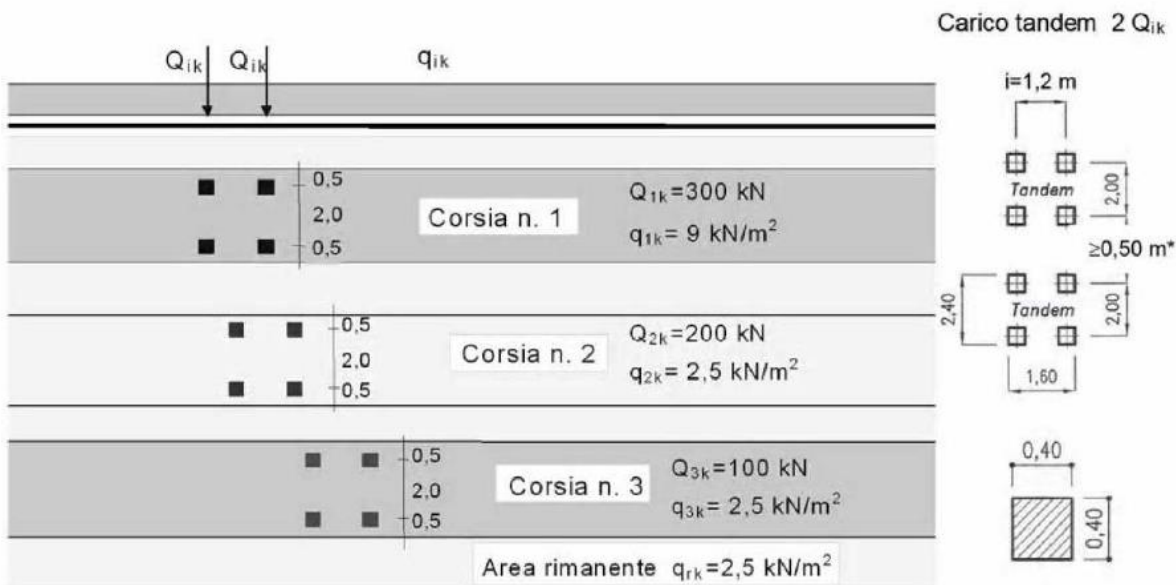 Carico tandem 2 Qik
Qik Qik qik
i=1,2 m
0,5
2,0
0,5
Corsia n. 1
Q1k=300 kN
q1k= 9 kN/m²
Tandem
2,00
≥0,50 m*
0,5
2,0
0,5
Corsia n. 2
Q2k=200 kN
q2k= 2,5 kN/m²
2,40
Tandem
2,00
1,60
0,5
2,0
0,5
Corsia n. 3
Q3k=100 kN
q3k= 2,5 kN/m²
0,40
0,40
Area rimanente qrk=2,5 kN/m²